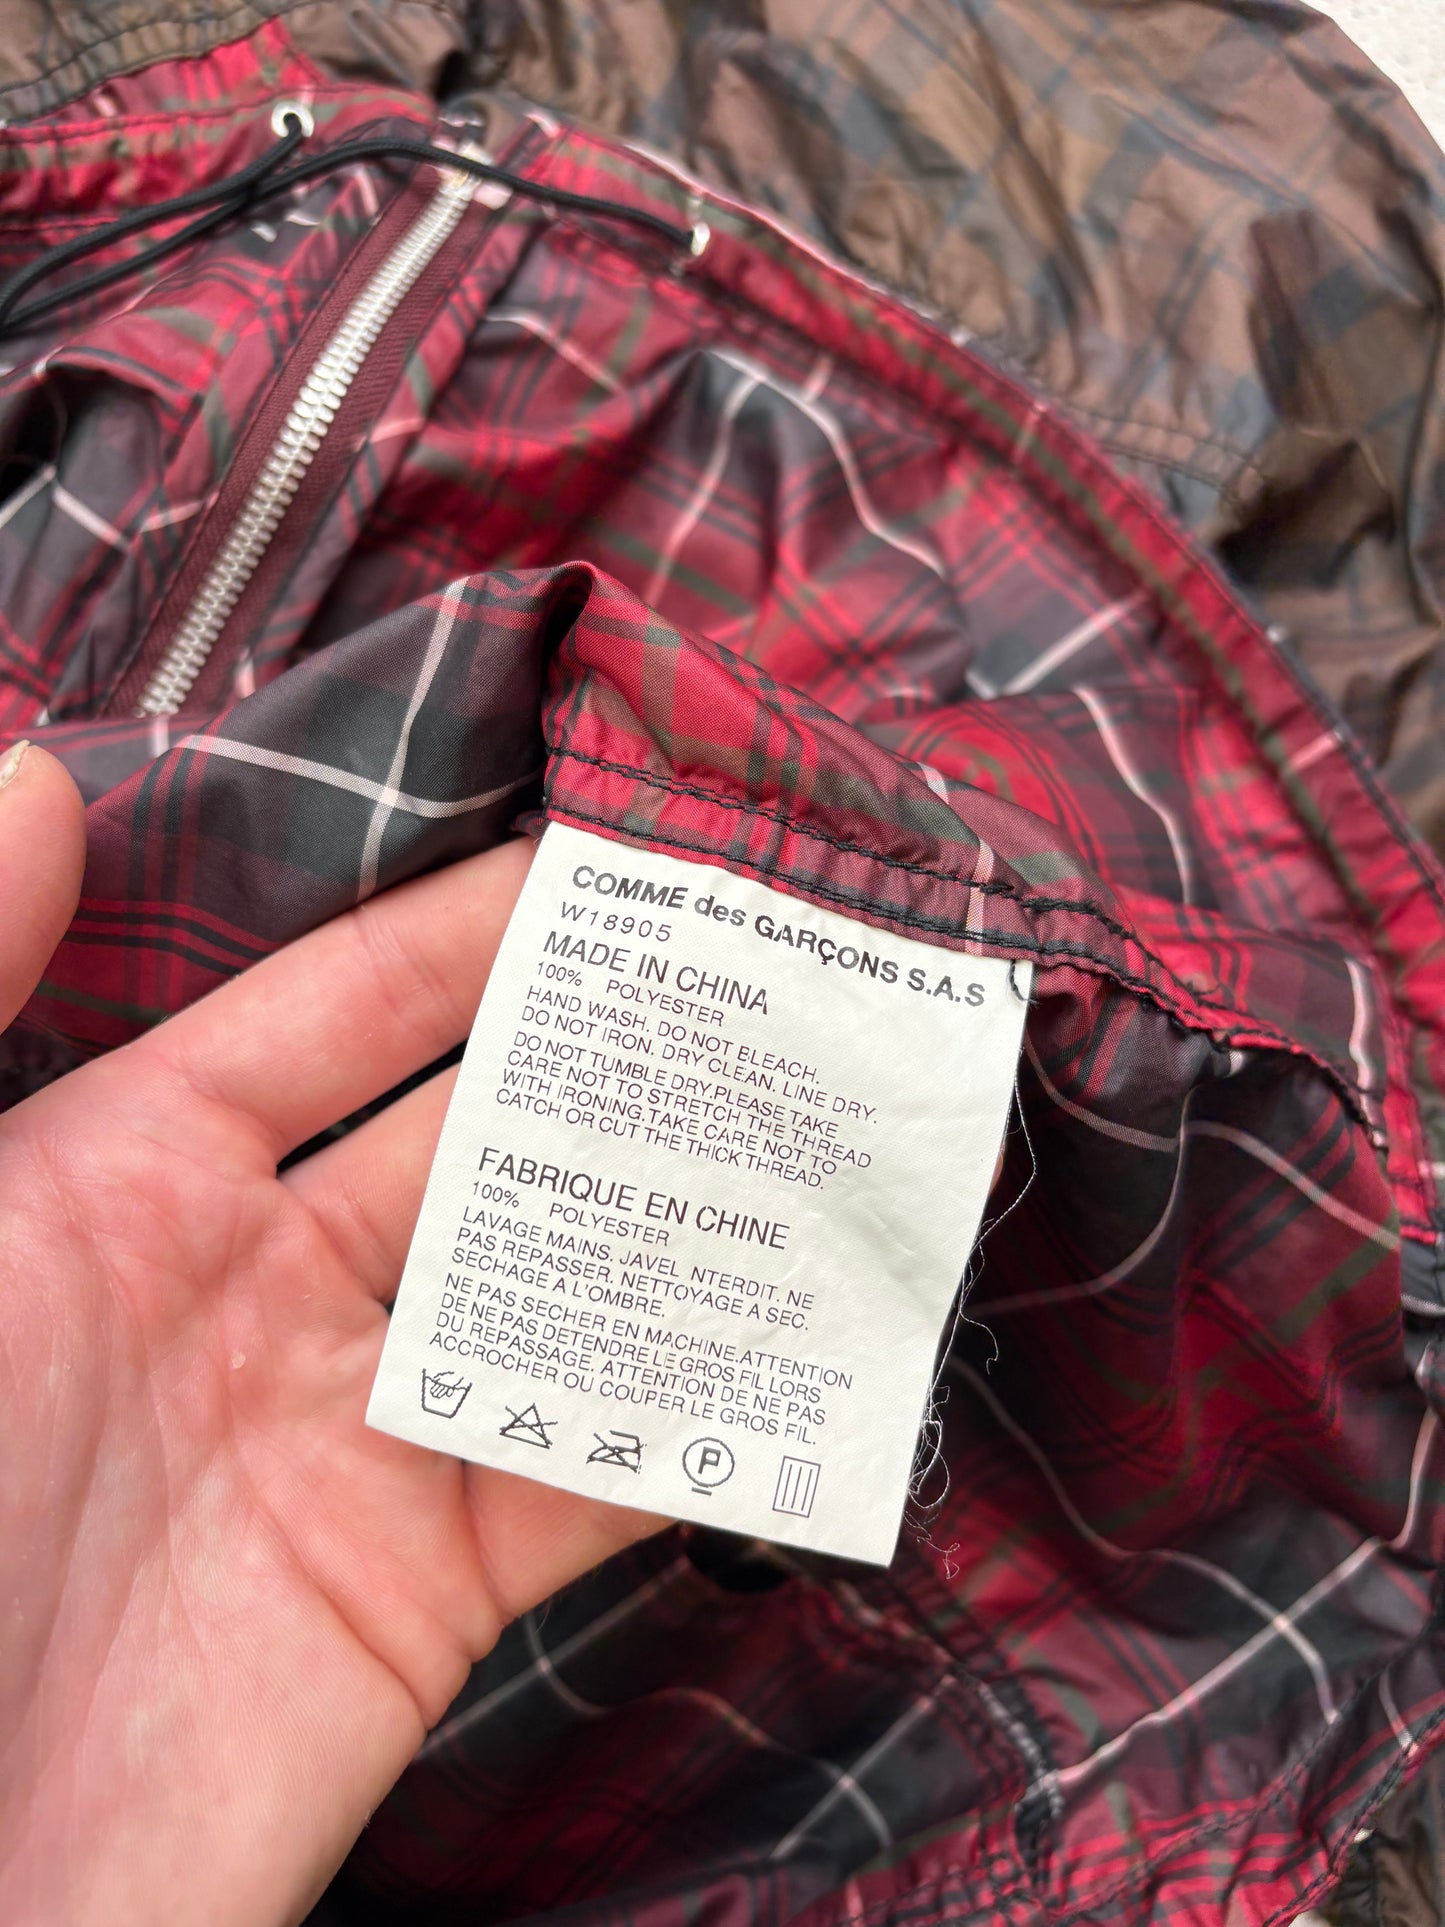 COMME des GARÇONS S.A.S
W18905
MADE IN CHINA
100% POLYESTER
HAND WASH. DO NOT BLEACH.
DO NOT IRON. DRY CLEAN. LINE DRY.
DO NOT TUMBLE DRY.PLEASE TAKE
CARE NOT TO STRETCH THE THREAD
WITH IRONING.TAKE CARE NOT TO
CATCH OR CUT THE THICK THREAD.
FABRIQUE EN CHINE
100% POLYESTER
LAVAGE MAINS. JAVEL NTERDIT. NE
PAS REPASSER. NETTOYAGE A SEC.
SECHAGE A L'OMBRE.
NE PAS SECHER EN MACHINE.ATTENTION
DE NE PAS DETENDRE LE GROS FIL LORS
DU REPASSAGE. ATTENTION DE NE PAS
ACCROCHER OU COUPER LE GROS FIL.
P